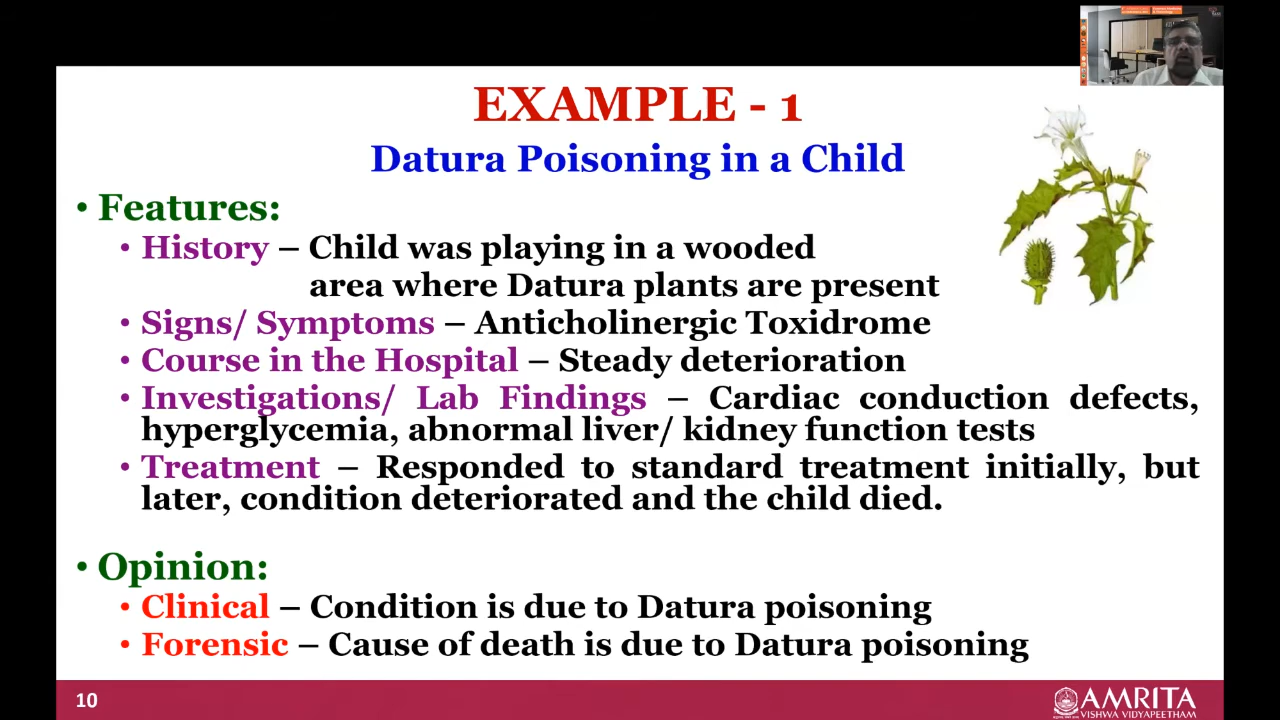 EXAMPLE - 1
Datura Poisoning in a Child
• Features:
• History – Child was playing in a wooded
area where Datura plants are present
• Signs/ Symptoms – Anticholinergic Toxidrome
• Course in the Hospital – Steady deterioration
• Investigations/ Lab Findings – Cardiac conduction defects,
hyperglycemia, abnormal liver/ kidney function tests
• Treatment – Responded to standard treatment initially, but
later, condition deteriorated and the child died.
• Opinion:
• Clinical – Condition is due to Datura poisoning
• Forensic – Cause of death is due to Datura poisoning
10
AMRITA
VISHWA VIDYAPEETHAM